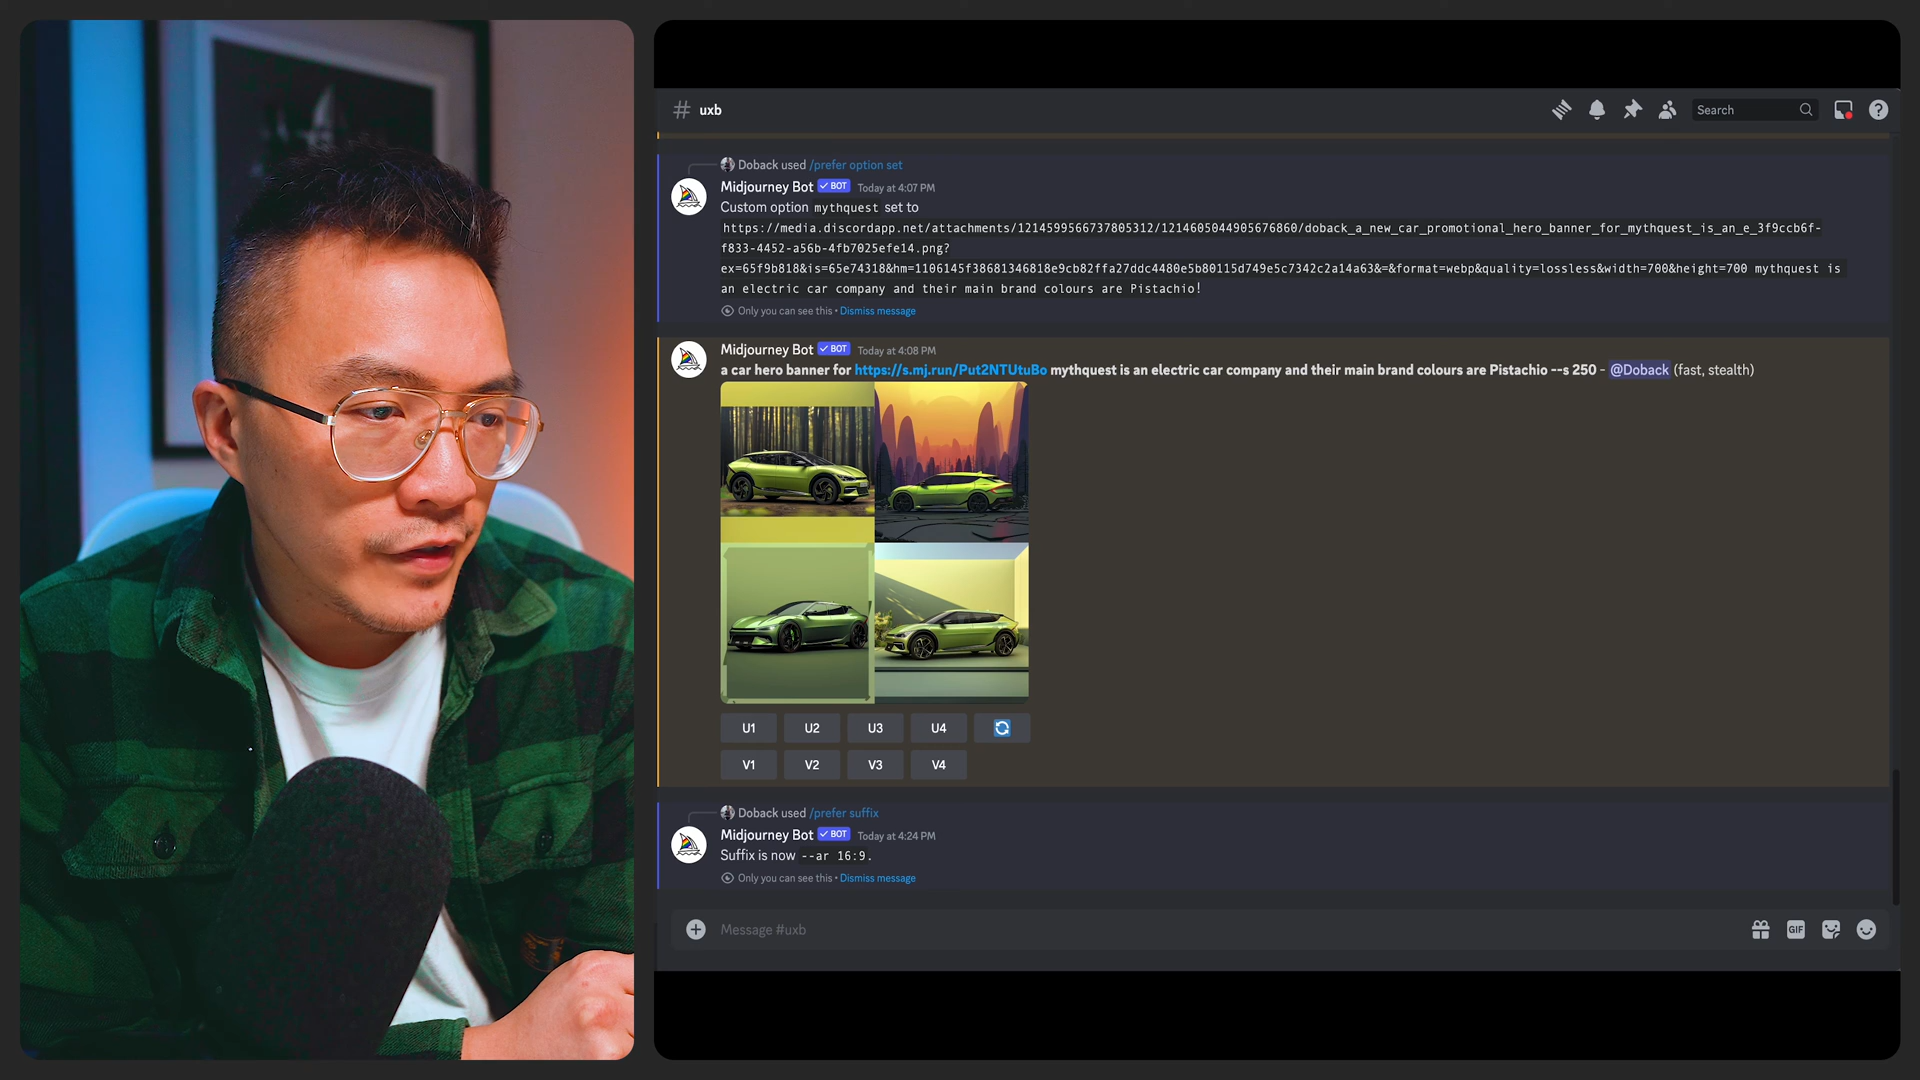 # uxb
Search
Doback used /prefer option set
Midjourney Bot BOT Today at 4:07 PM
Custom option mythquest set to
https://media.discordapp.net/attachments/1214599566737805312/1214605044905676860/doback_a_new_car_promotional_hero_banner_for_mythquest_is_an_e_3f9ccb6f-
f833-4452-a56b-4fb7025efe14.png?
ex=65f9b818&is=65e74318&hm=1106145f38681346818e9cb82ffa27ddc4480e5b80115d749e5c7342c2a14a63&=&format=webp&quality=lossless&width=700&height=700 mythquest is
an electric car company and their main brand colours are Pistachio!
Only you can see this • Dismiss message
Midjourney Bot BOT Today at 4:08 PM
a car hero banner for https://s.mj.run/Put2NTUtuBo mythquest is an electric car company and their main brand colours are Pistachio --s 250 - @Doback (fast, stealth)
U1 U2 U3 U4
V1 V2 V3 V4
Doback used /prefer suffix
Midjourney Bot BOT Today at 4:24 PM
Suffix is now --ar 16:9.
Only you can see this • Dismiss message
Message #uxb
GIF